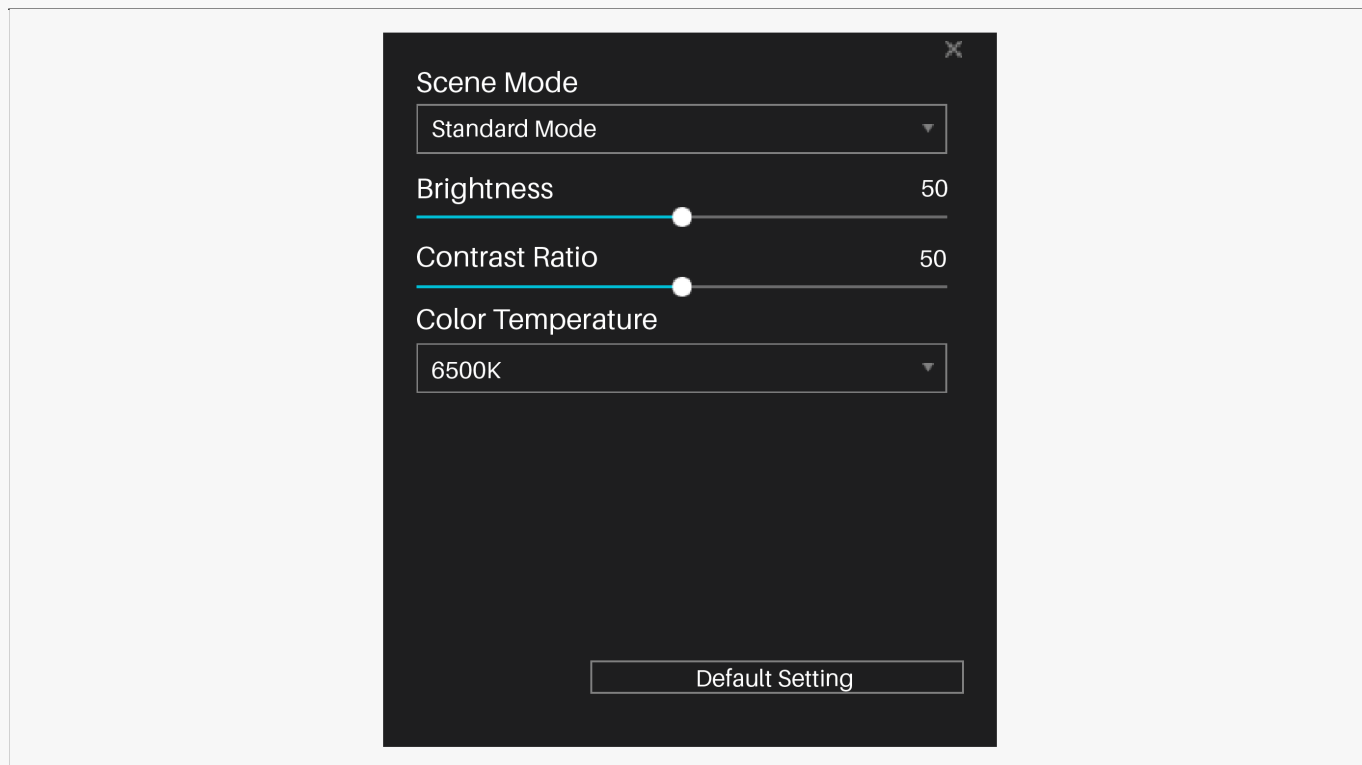 Scene Mode
Standard Mode
Brightness 50
Contrast Ratio 50
Color Temperature
6500K
Default Setting